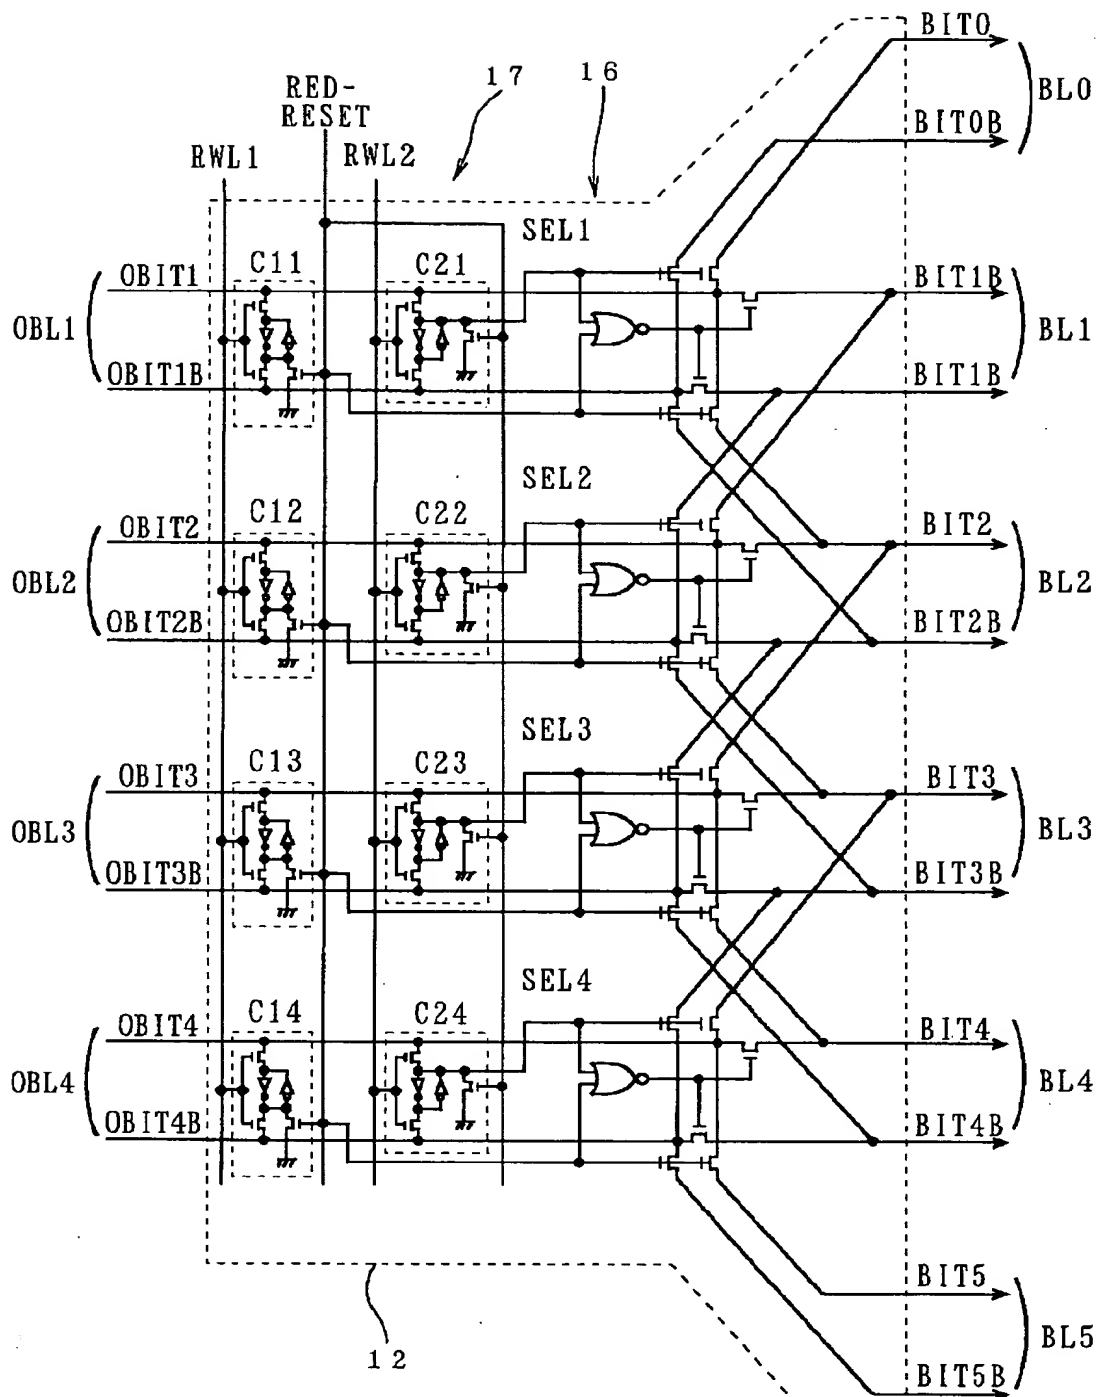 BIT0
17
16
RED-
RESET
BL0
BIT0B
RWL1
RWL2
SEL1
OBIT1
C11
C21
BIT1B
OBL1
BL1
OBIT1B
BIT1B
SEL2
OBIT2
C12
C22
BIT2
OBL2
BL2
OBIT2B
BIT2B
SEL3
OBIT3
C13
C23
BIT3
OBL3
BL3
OBIT3B
BIT3B
SEL4
OBIT4
C14
C24
BIT4
OBL4
BL4
OBIT4B
BIT4B
BIT5
12
BL5
BIT5B